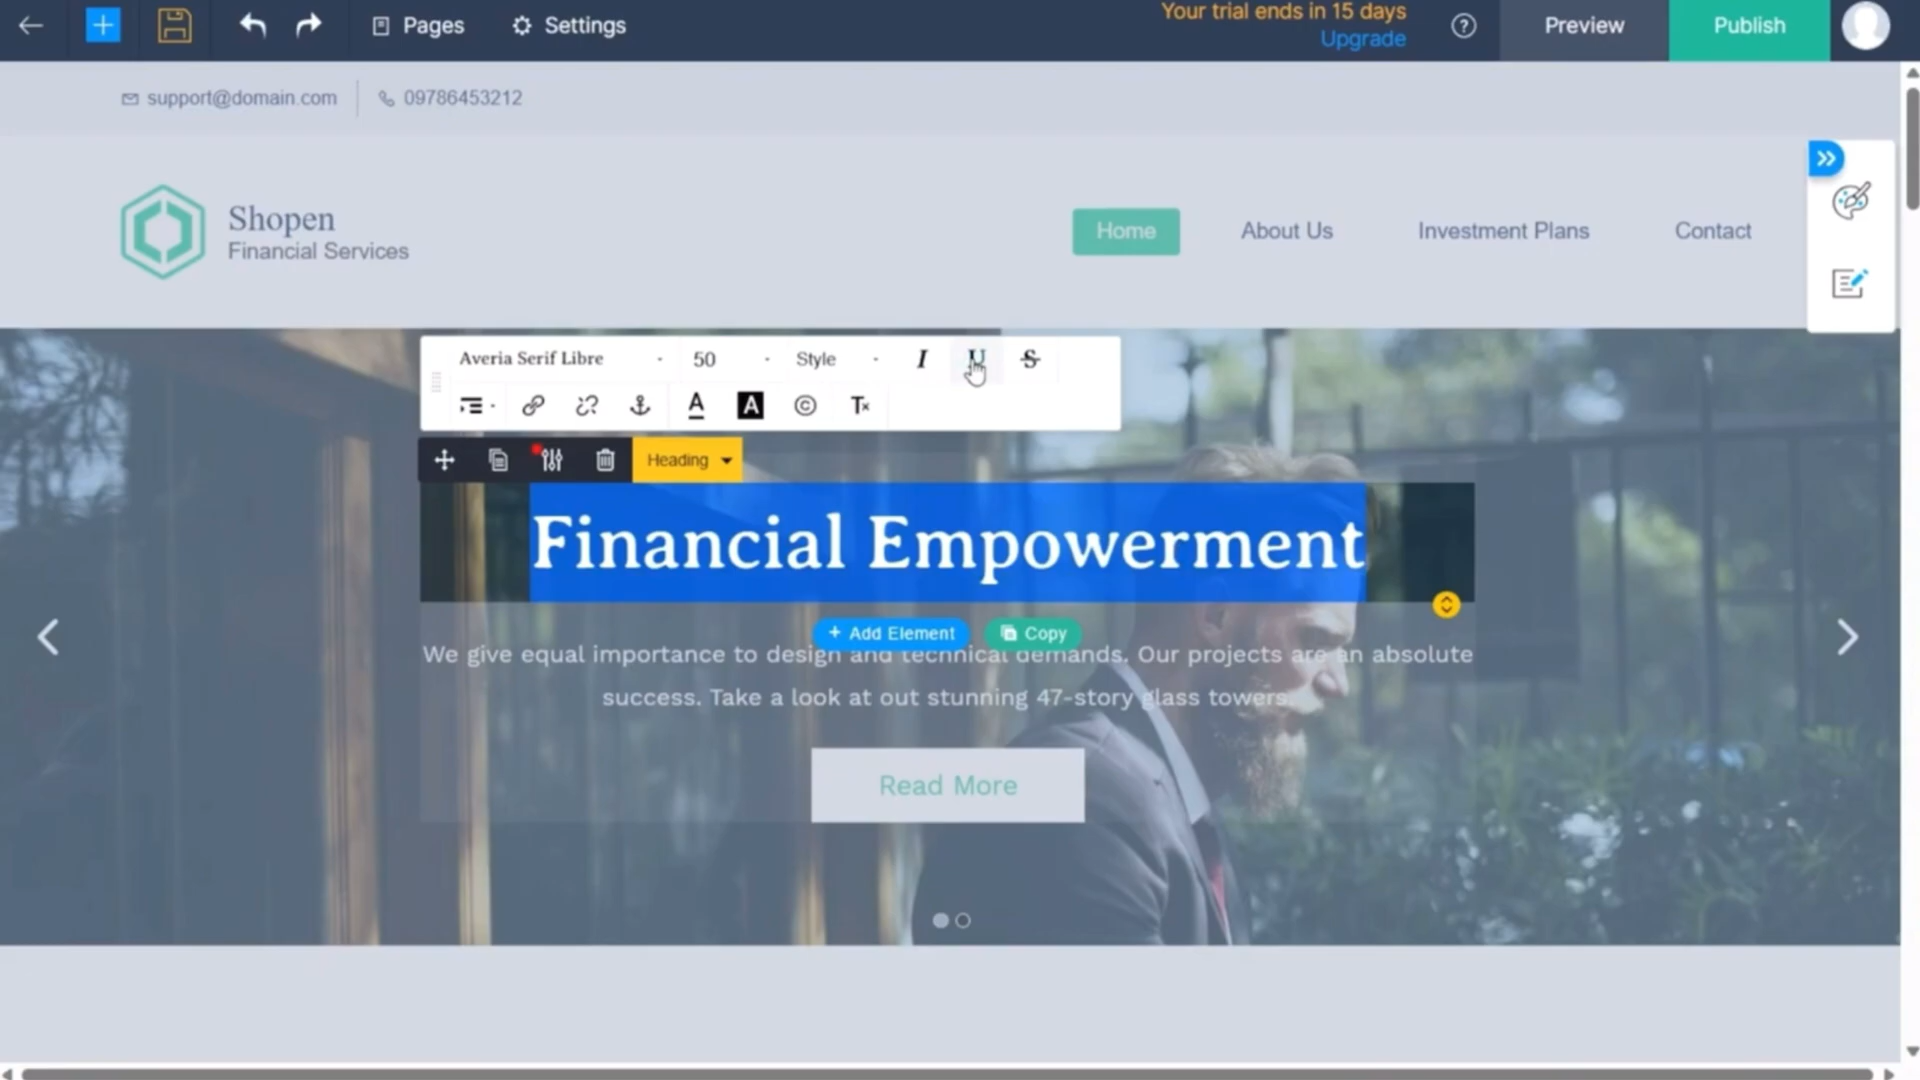 Pages
Settings
Your trial ends in 15 days
Upgrade
Preview
Publish
support@domain.com
09786453212
Shopen
Financial Services
Home
About Us
Investment Plans
Contact
Averia Serif Libre
50
Style
I
U
S
A
A
Heading
Financial Empowerment
+ Add Element
Copy
We give equal importance to design and technical demands. Our projects are an absolute
success. Take a look at out stunning 47-story glass towers.
Read More